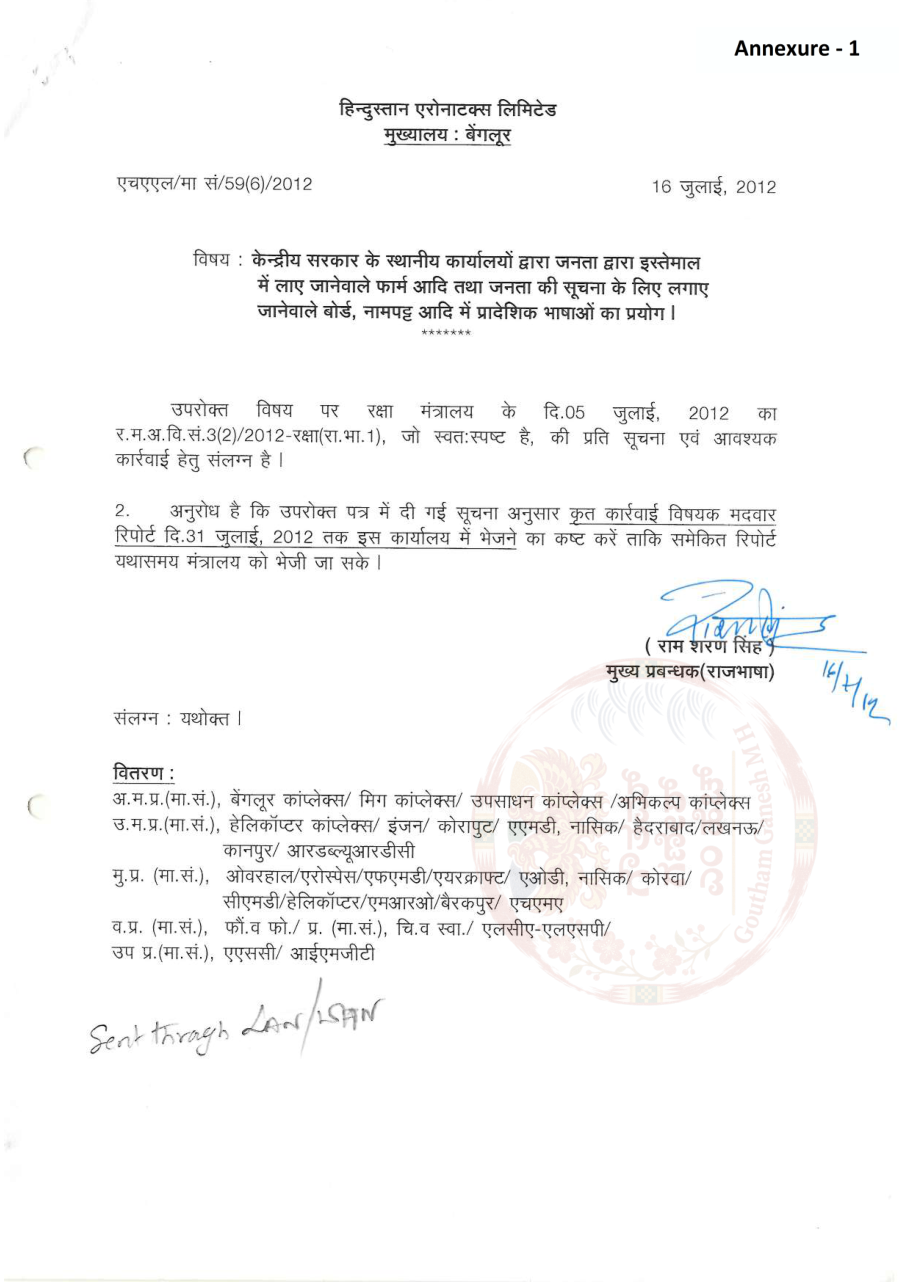 Annexure - 1
हिन्दुस्तान एरोनाटक्स लिमिटेड
मुख्यालय : बेंगलूर
एचएएल/मा सं/59(6)/2012
16 जुलाई, 2012
विषय : केन्द्रीय सरकार के स्थानीय कार्यालयों द्वारा जनता द्वारा इस्तेमाल
में लाए जानेवाले फार्म आदि तथा जनता की सूचना के लिए लगाए
जानेवाले बोर्ड, नामपट्ट आदि में प्रादेशिक भाषाओं का प्रयोग ।
*******
उपरोक्त विषय पर रक्षा मंत्रालय के दि.05 जुलाई, 2012 का
र.म.अ.वि.सं.3(2)/2012-रक्षा(रा.भा.1), जो स्वत:स्पष्ट है, की प्रति सूचना एवं आवश्यक
कार्रवाई हेतु संलग्न है ।
2. अनुरोध है कि उपरोक्त पत्र में दी गई सूचना अनुसार कृत कार्रवाई विषयक मदवार
रिपोर्ट दि.31 जुलाई, 2012 तक इस कार्यालय में भेजने का कष्ट करें ताकि समेकित रिपोर्ट
यथासमय मंत्रालय को भेजी जा सके ।
( राम शरण सिंह )
मुख्य प्रबन्धक(राजभाषा)
16/7/12
संलग्न : यथोक्त ।
वितरण :
अ.म.प्र.(मा.सं.), बेंगलूर कांप्लेक्स/ मिग कांप्लेक्स/ उपसाधन कांप्लेक्स /अभिकल्प कांप्लेक्स
उ.म.प्र.(मा.सं.), हेलिकॉप्टर कांप्लेक्स/ इंजन/ कोरापुट/ एएमडी, नासिक/ हैदराबाद/लखनऊ/
कानपुर/ आरडब्ल्यूआरडीसी
मु.प्र. (मा.सं.), ओवरहाल/एरोस्पेस/एफएमडी/एयरक्राफ्ट/ एओडी, नासिक/ कोरवा/
सीएमडी/हेलिकॉप्टर/एमआरओ/बैरकपुर/ एचएमए
व.प्र. (मा.सं.), फौं.व फो./ प्र. (मा.सं.), चि.व स्वा./ एलसीए-एलएसपी/
उप प्र.(मा.सं.), एएससी/ आईएमजीटी
Goutham Ganesh M H
Sent through LAN/